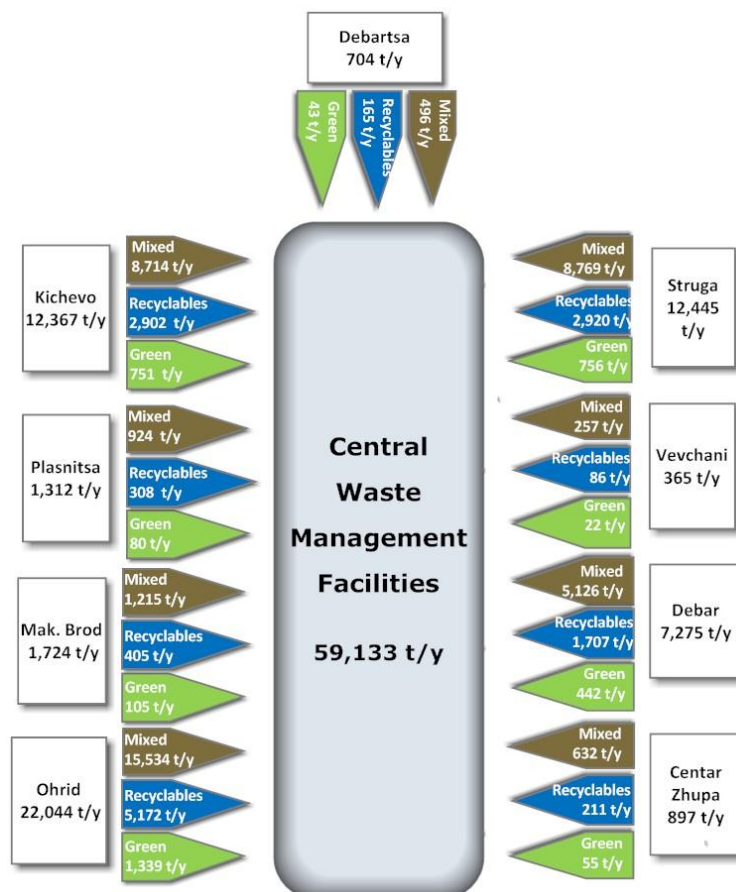 Debartsa
704 t/y
Green
43 t/y
Recyclables
165 t/y
Mixed
496 t/y
Kichevo
12,367 t/y
Mixed
8,714 t/y
Recyclables
2,902 t/y
Green
751 t/y
Plasnitsa
1,312 t/y
Mixed
924 t/y
Recyclables
308 t/y
Green
80 t/y
Mak. Brod
1,724 t/y
Mixed
1,215 t/y
Recyclables
405 t/y
Green
105 t/y
Ohrid
22,044 t/y
Mixed
15,534 t/y
Recyclables
5,172 t/y
Green
1,339 t/y
Central
Waste
Management
Facilities
59,133 t/y
Mixed
8,769 t/y
Recyclables
2,920 t/y
Green
756 t/y
Struga
12,445
t/y
Mixed
257 t/y
Recyclables
86 t/y
Green
22 t/y
Vevchani
365 t/y
Mixed
5,126 t/y
Recyclables
1,707 t/y
Green
442 t/y
Debar
7,275 t/y
Mixed
632 t/y
Recyclables
211 t/y
Green
55 t/y
Centar
Zhupa
897 t/y